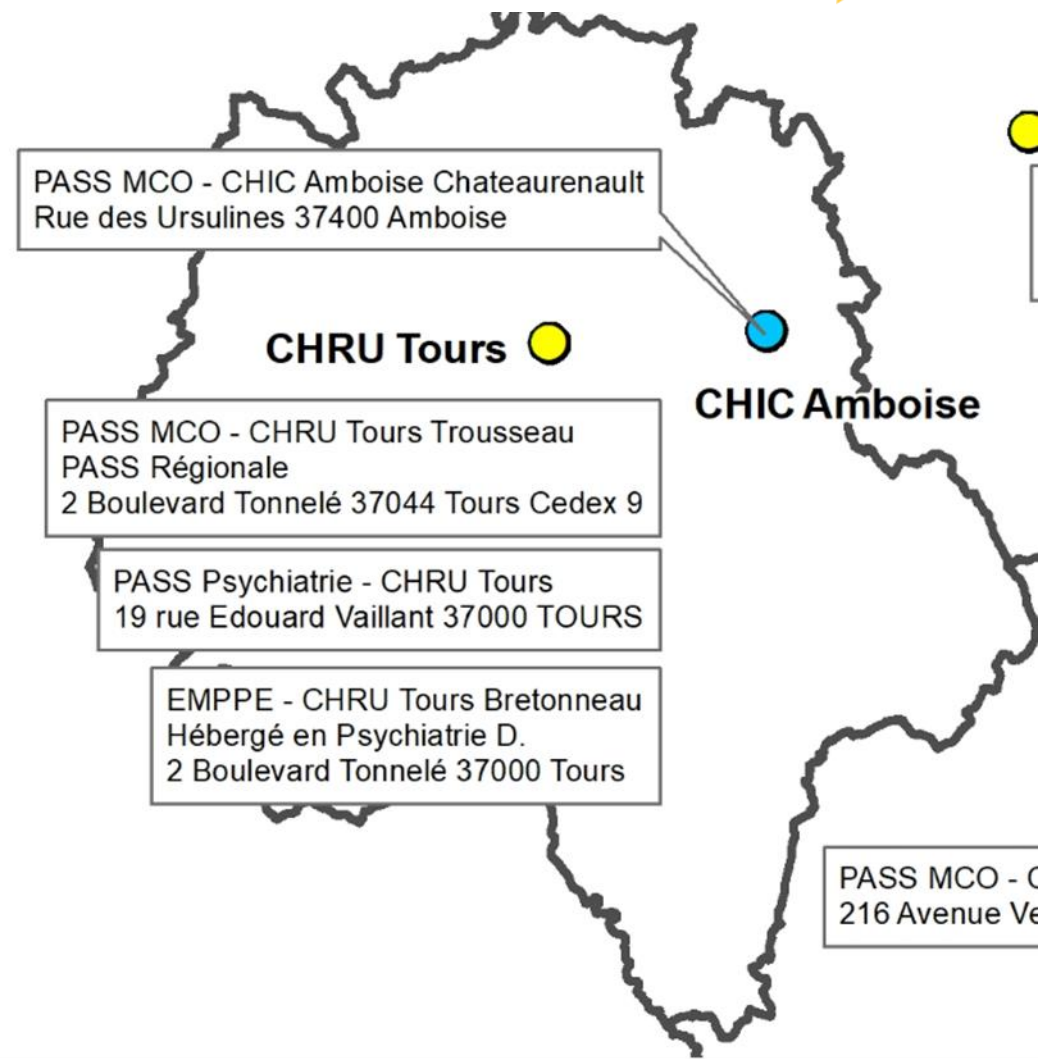 PASS MCO - CHIC Amboise Chateaurenault
Rue des Ursulines 37400 Amboise
CHRU Tours
CHIC Amboise
PASS MCO - CHRU Tours Trousseau
PASS Régionale
2 Boulevard Tonnelé 37044 Tours Cedex 9
PASS Psychiatrie - CHRU Tours
19 rue Edouard Vaillant 37000 TOURS
EMPPE - CHRU Tours Bretonneau
Hébergé en Psychiatrie D.
2 Boulevard Tonnelé 37000 Tours
PASS MCO -
216 Avenue